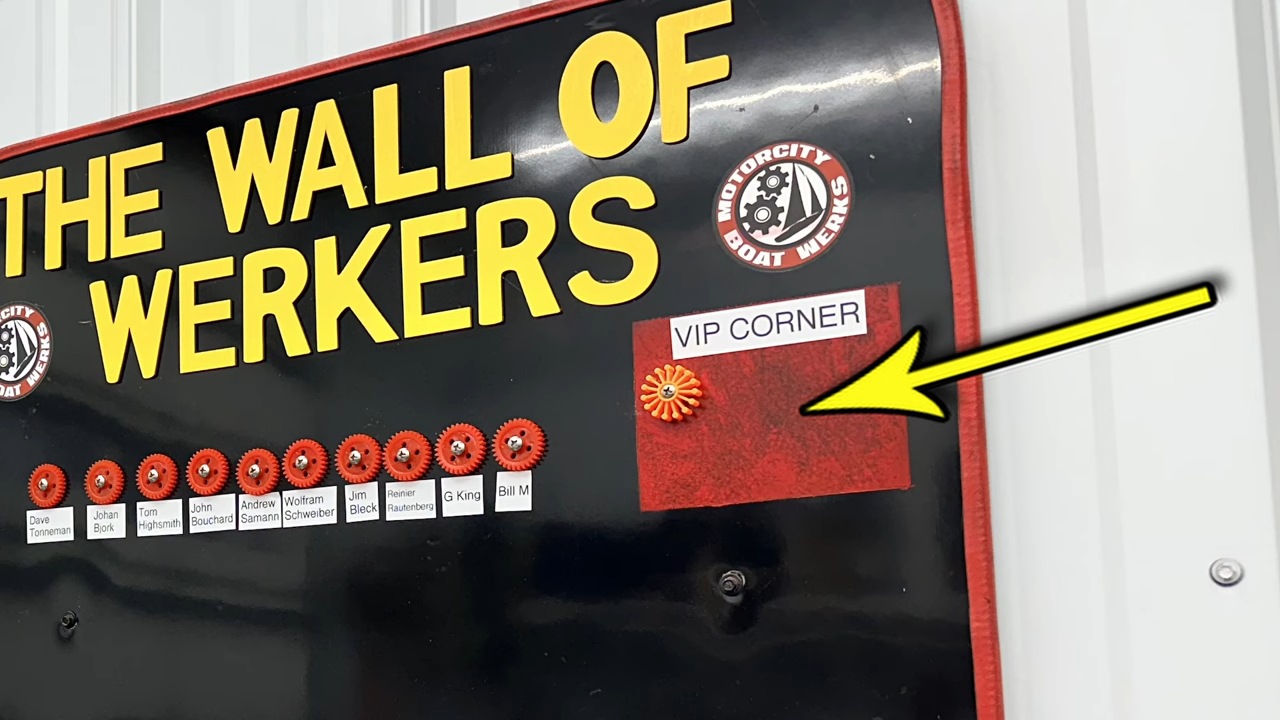 THE WALL OF
WERKERS
MOTORCITY
BOAT WERKS
VIP CORNER
Dave
Tonneman
Johan
Bjork
Tom
Highsmith
John
Bouchard
Andrew
Samann
Wolfram
Schweiber
Jim
Bleck
Reinier
Rautenberg
G King
Bill M